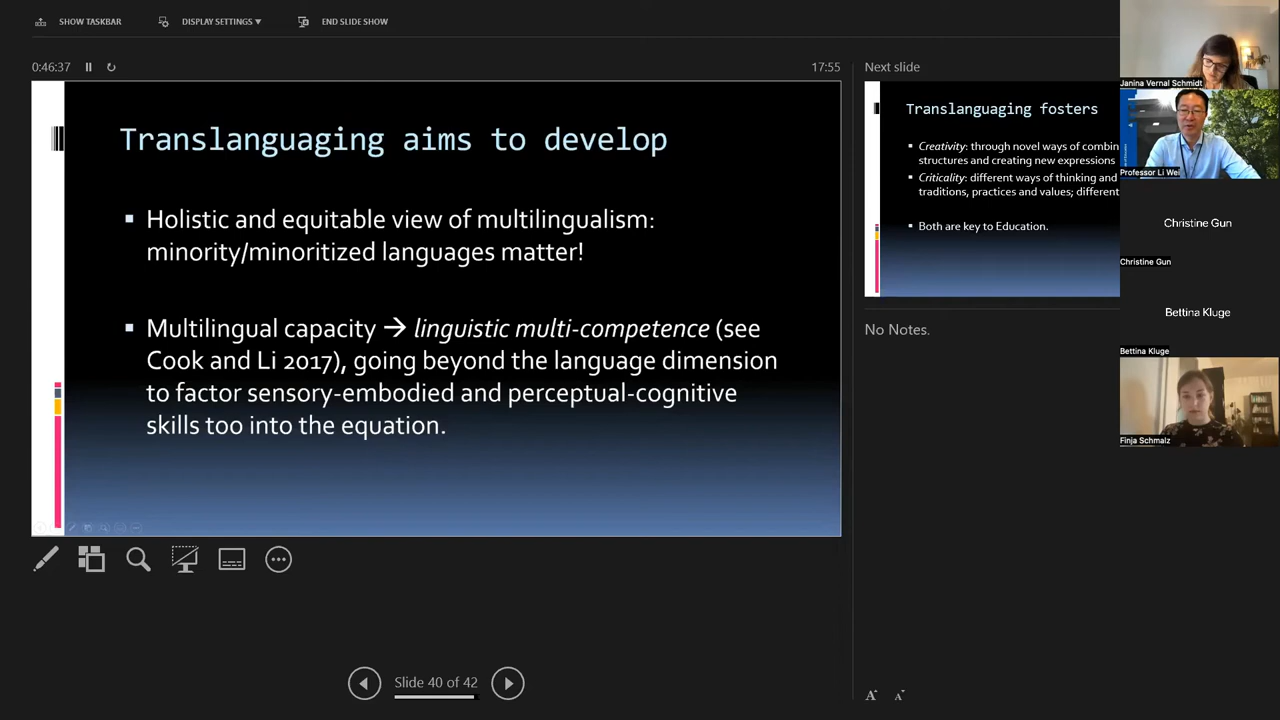 SHOW TASKBAR
DISPLAY SETTINGS ▼
END SLIDE SHOW
0:46:37
17:55
Translanguaging aims to develop
▪ Holistic and equitable view of multilingualism:
minority/minoritized languages matter!
▪ Multilingual capacity → linguistic multi-competence (see
Cook and Li 2017), going beyond the language dimension
to factor sensory-embodied and perceptual-cognitive
skills too into the equation.
Slide 40 of 42
Next slide
Translanguaging fosters
▪ Creativity: through novel ways of combin
structures and creating new expressions
▪ Criticality: different ways of thinking and
traditions, practices and values; different
▪ Both are key to Education.
No Notes.
A A
Janina Vernal Schmidt
Professor Li Wei
Christine Gun
Christine Gun
Bettina Kluge
Bettina Kluge
Finja Schmalz